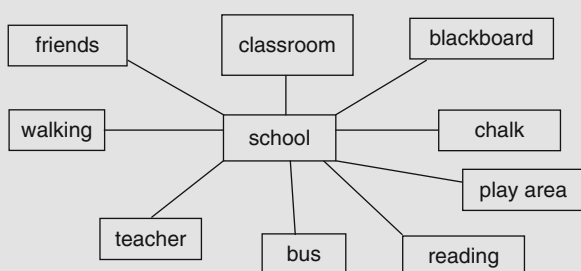 friends
classroom
blackboard
walking
school
chalk
play area
teacher
bus
reading